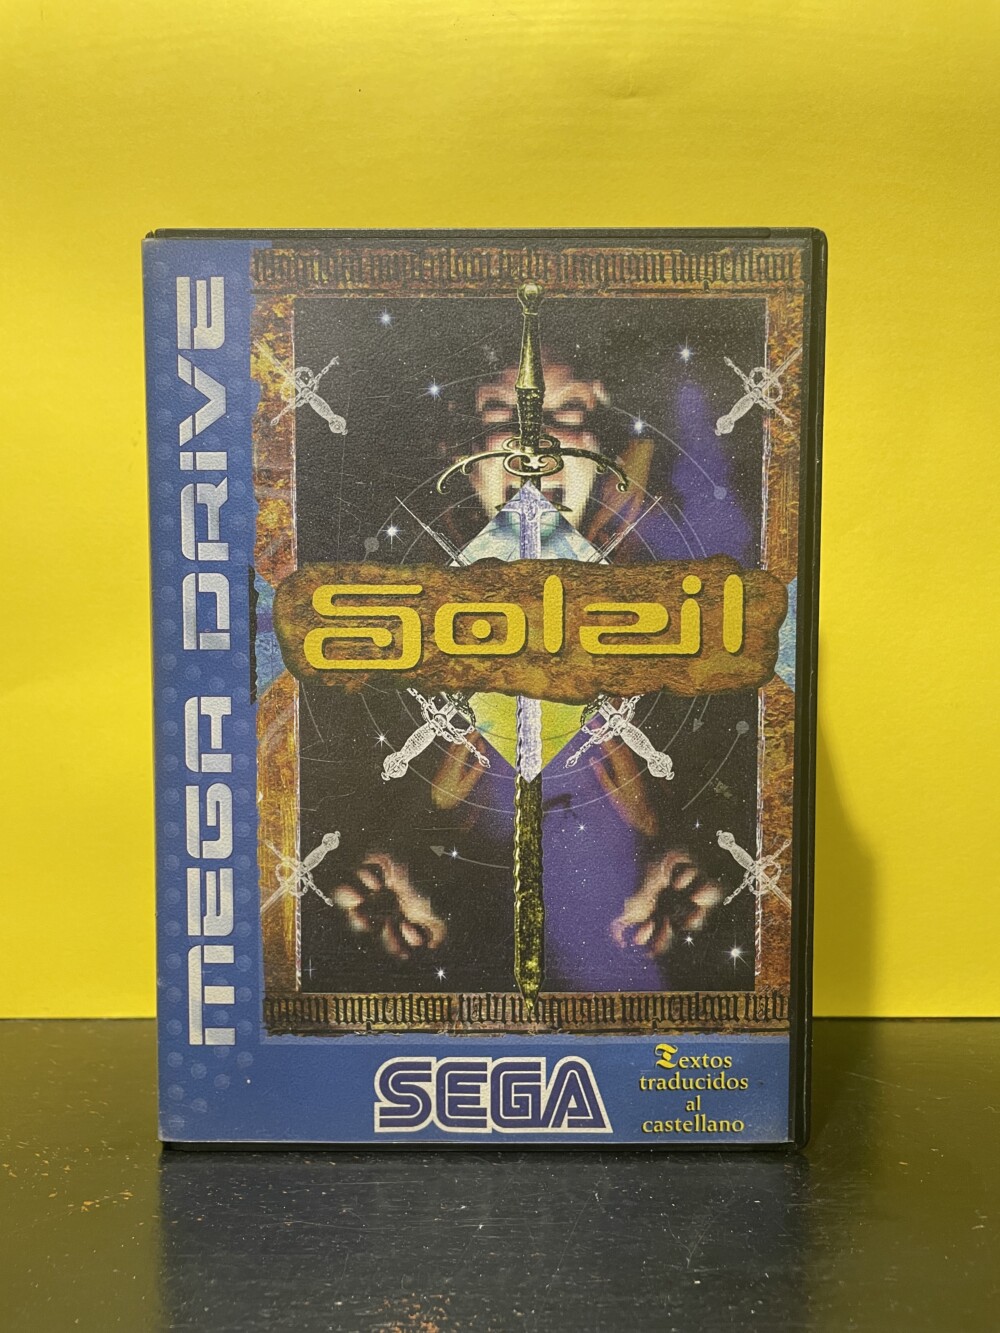 MEGA DRIVE
Soleil
SEGA
Textos
traducidos
al
castellano